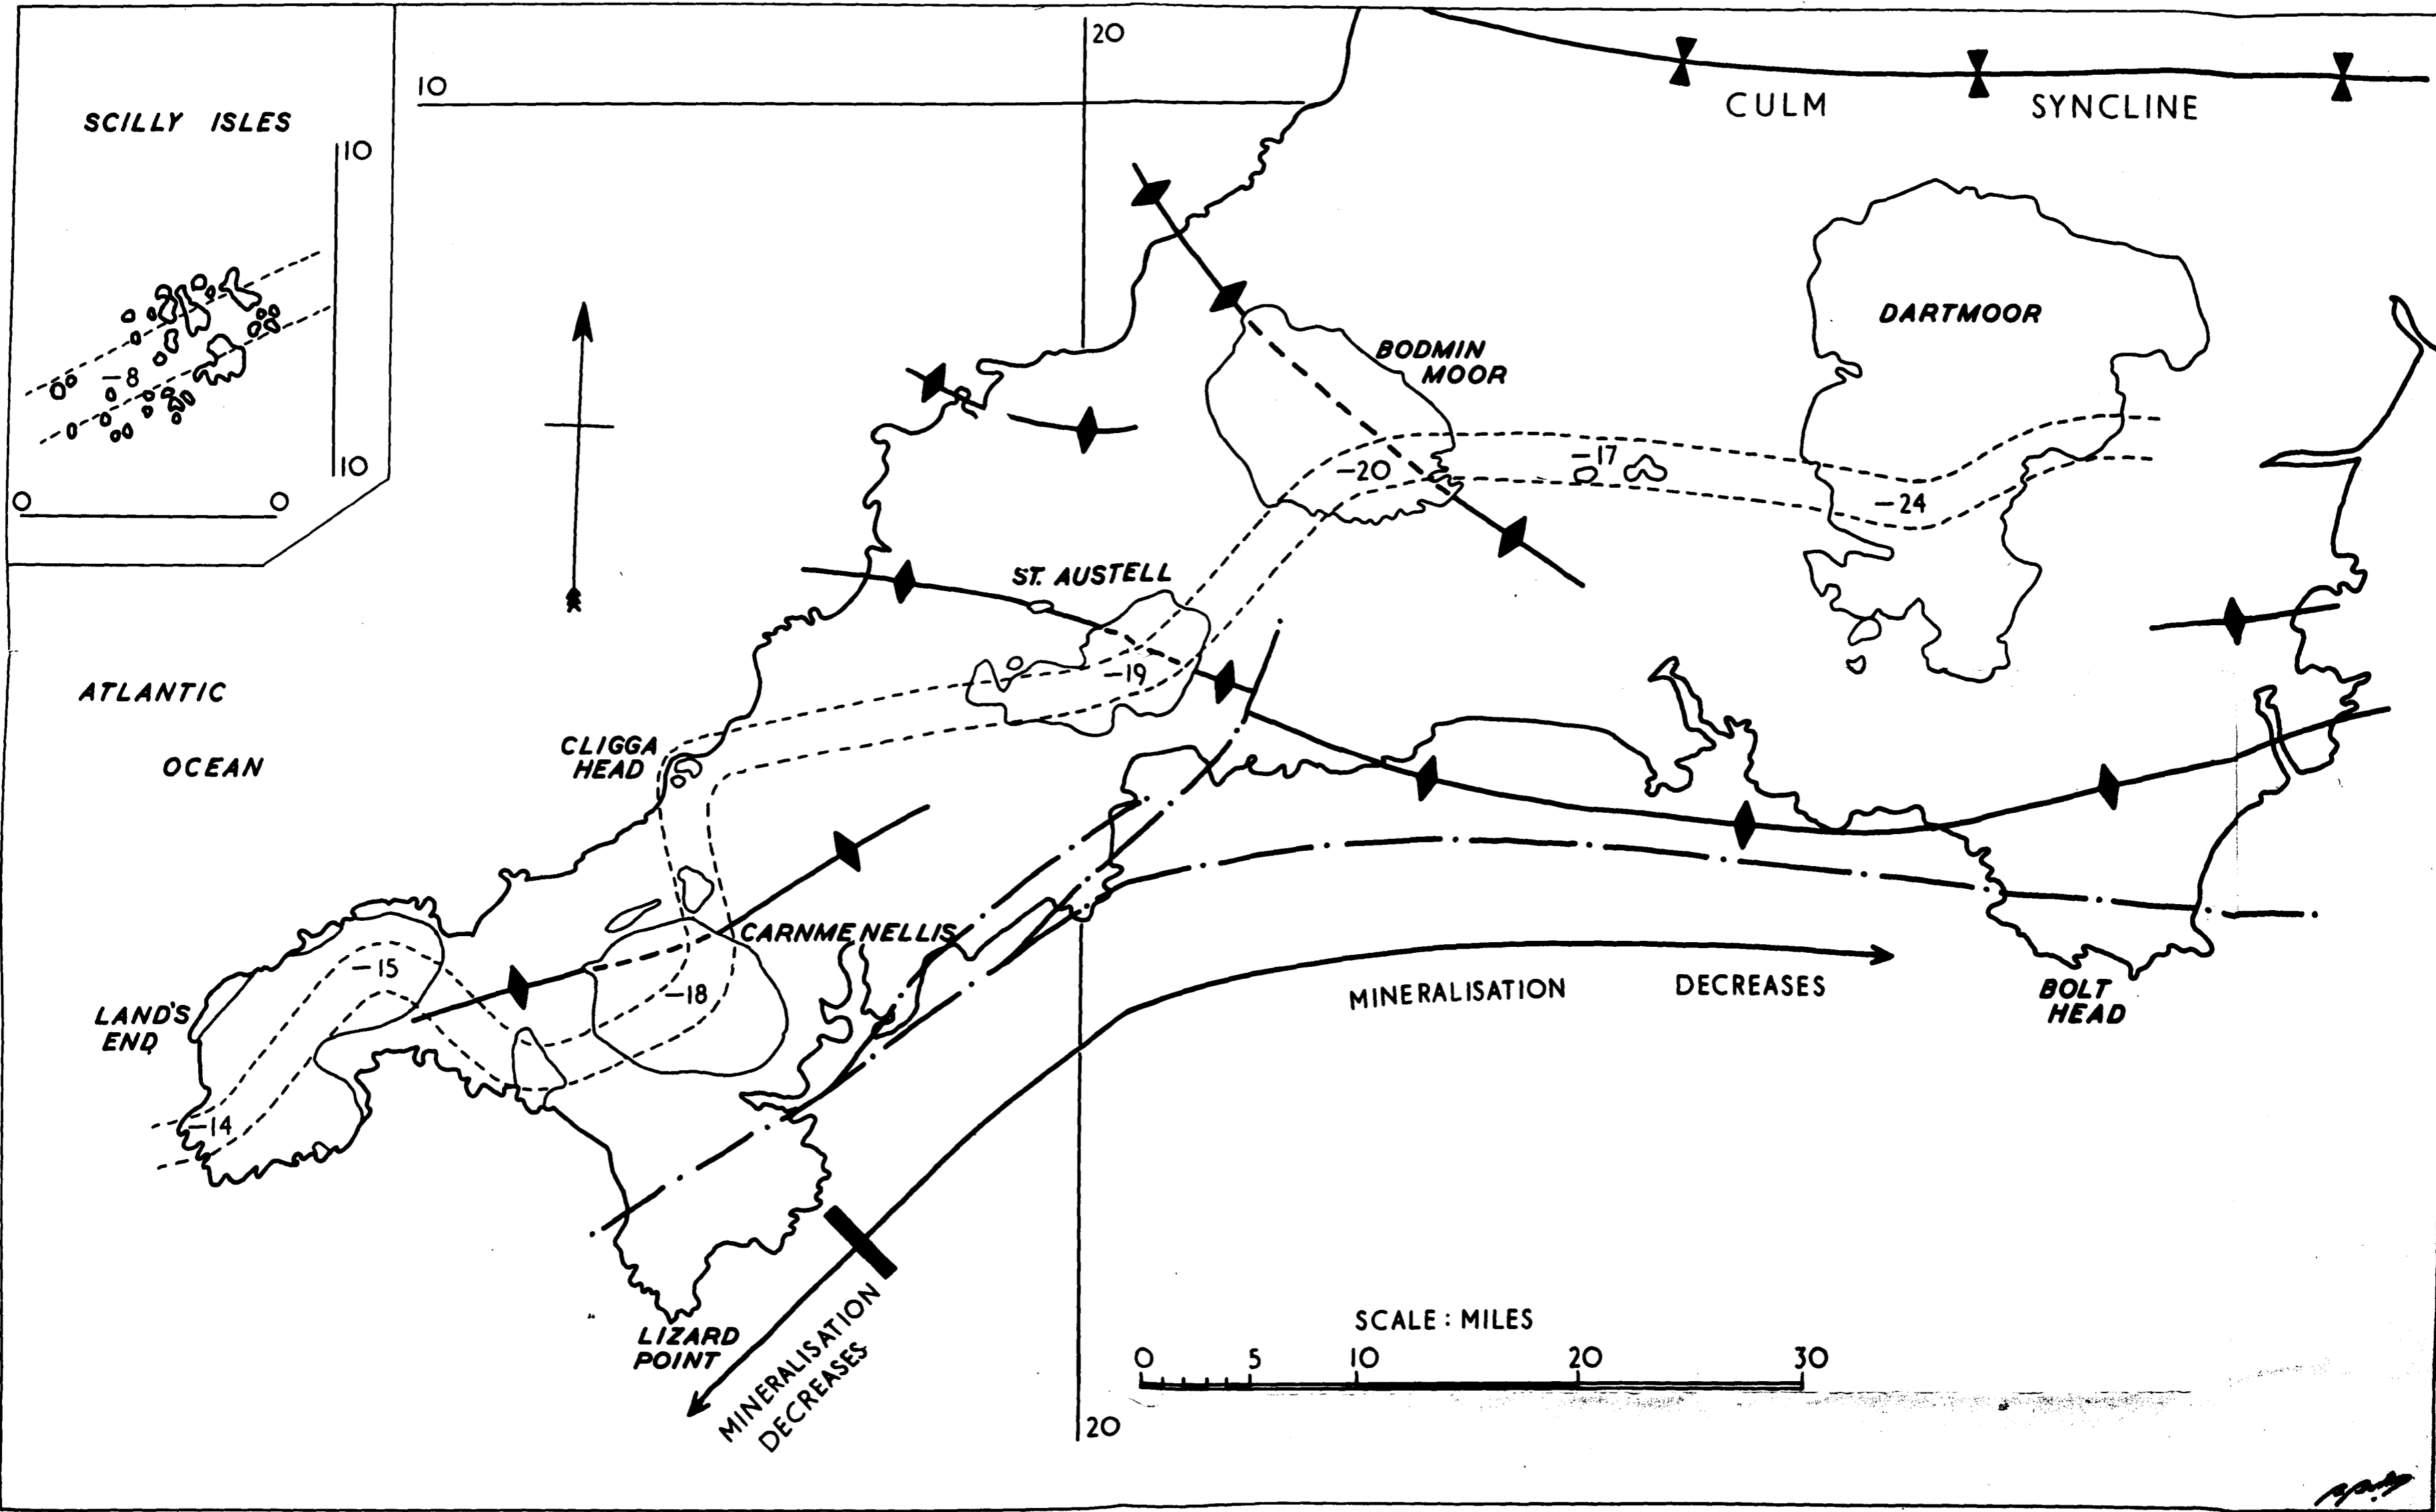 SCILLY ISLES
10
10
0
0
-8
10
20
CULM SYNCLINE
DARTMOOR
BODMIN
MOOR
-20
-17
-24
ST. AUSTELL
-19
ATLANTIC
OCEAN
CLIGGA
HEAD
CARNMENELLIS
-15
-18
LAND'S
END
-14
MINERALISATION DECREASES
BOLT
HEAD
LIZARD
POINT
MINERALISATION
DECREASES
SCALE : MILES
0 5 10 20 30
20